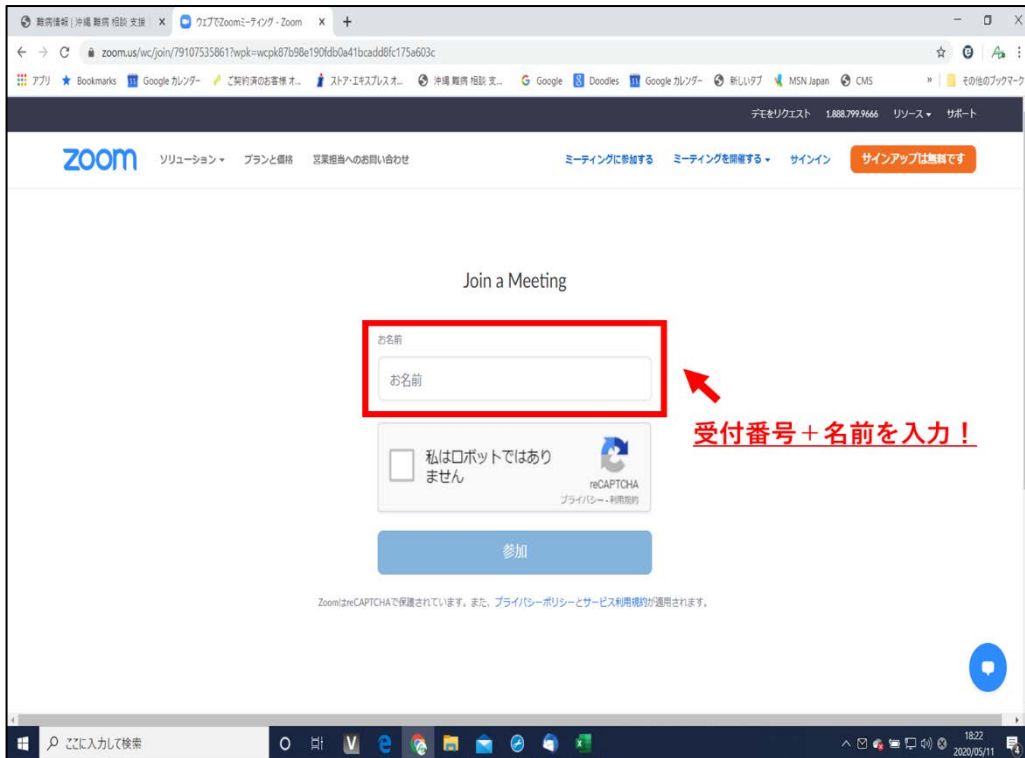 難病情報 | 沖縄 難病 相談 支援
ウェブでZoomミーティング - Zoom
zoom.us/wc/join/79107535861?wpk=wcpk87b98e190fdb0a41bcadd8fc175a603c
アプリ
Bookmarks
Google カレンダー
ご契約済のお客様 オ...
ストア・エキスプレス オ...
沖縄 難病 相談 支...
Google
Doodles
Google カレンダー
新しいタブ
MSN Japan
CMS
»
その他のブックマーク
デモをリクエスト 1.888.799.9666 リソース サポート
zoom ソリューション プランと価格 営業担当へのお問い合わせ ミーティングに参加する ミーティングを開催する サインイン サインアップは無料です
Join a Meeting
お名前
お名前
受付番号+名前を入力!
私はロボットではあり
ません
reCAPTCHA
プライバシー - 利用規約
参加
ZoomはreCAPTCHAで保護されています。また、プライバシーポリシーとサービス利用規約が適用されます。
ここに入力して検索
18:22
2020/05/11
4